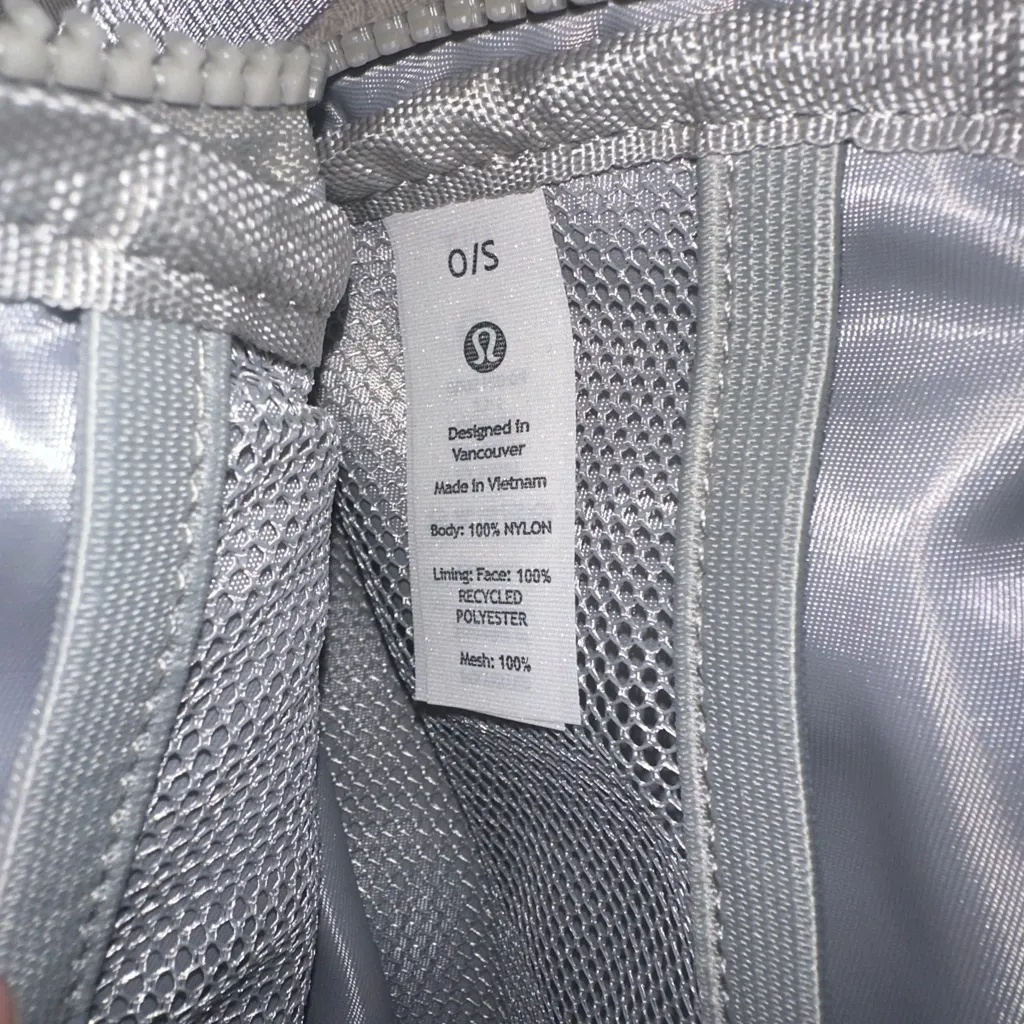 O/S
Designed in
Vancouver
Made in Vietnam
Body: 100% NYLON
Lining: Face: 100%
RECYCLED
POLYESTER
Mesh: 100%